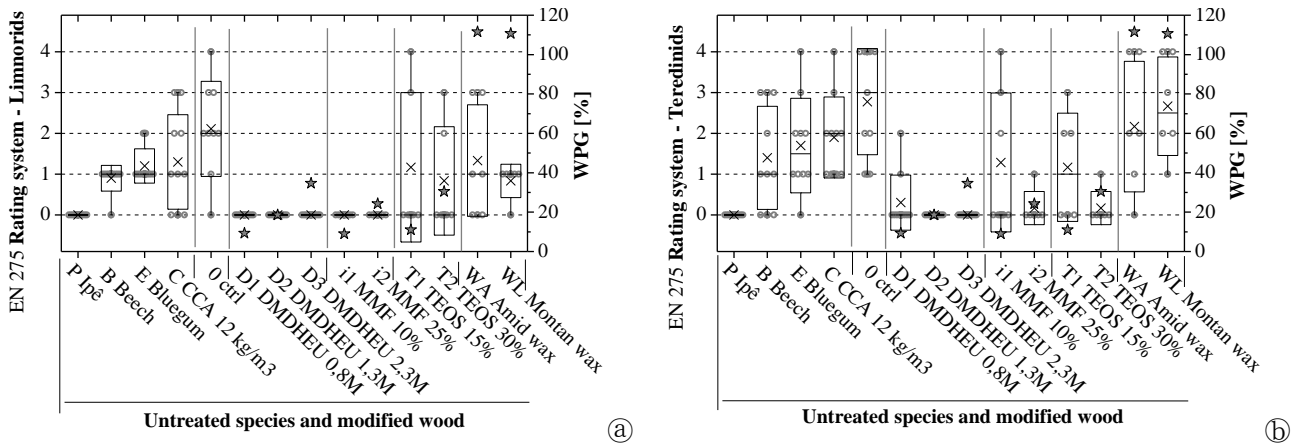 EN 275 Rating system - Limnorids
4
3
2
1
0
120
100
80
60
40
20
0
WPG [%]
P Ipê
B Beech
E Bluegum
C CCA 12 kg/m3
0 ctrl
D1 DMDHEU 0,8M
D2 DMDHEU 1,3M
D3 DMDHEU 2,3M
i1 MMF 10%
i2 MMF 25%
T1 TEOS 15%
T2 TEOS 30%
WA Amid wax
WL Montan wax
Untreated species and modified wood
ⓐ
EN 275 Rating system - Teredinids
4
3
2
1
0
120
100
80
60
40
20
0
WPG [%]
P Ipê
B Beech
E Bluegum
C CCA 12 kg/m3
0 ctrl
D1 DMDHEU 0,8M
D2 DMDHEU 1,3M
D3 DMDHEU 2,3M
i1 MMF 10%
i2 MMF 25%
T1 TEOS 15%
T2 TEOS 30%
WA Amid wax
WL Montan wax
Untreated species and modified wood
ⓑ